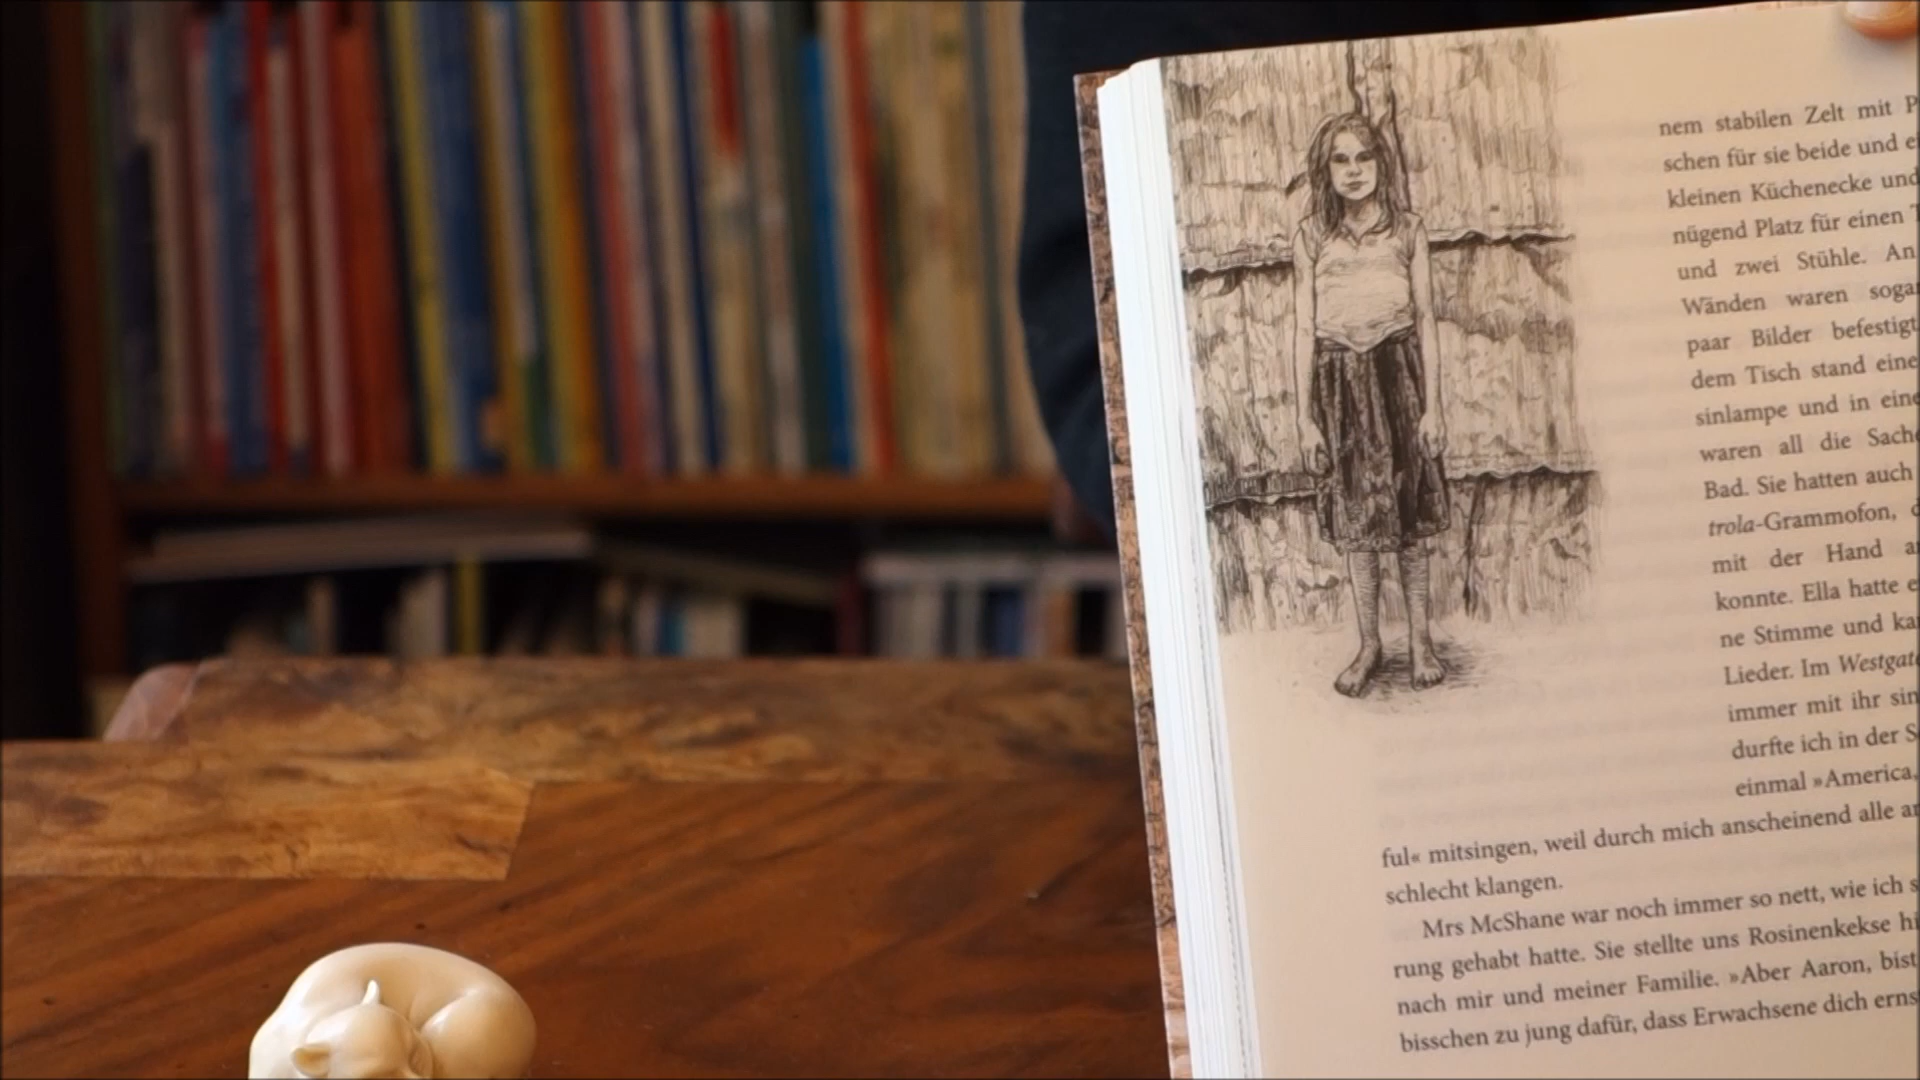 nem stabilen Zelt mit P
schen für sie beide und e
kleinen Küchenecke und
nügend Platz für einen T
und zwei Stühle. An
Wänden waren soga
paar Bilder befestigt
dem Tisch stand eine
sinlampe und in eine
waren all die Sach
Bad. Sie hatten auch
trola-Grammofon, d
mit der Hand a
konnte. Ella hatte e
ne Stimme und ka
Lieder. Im Westgat
immer mit ihr sin
durfte ich in der S
einmal »America,
ful« mitsingen, weil durch mich anscheinend alle a
schlecht klangen.
Mrs McShane war noch immer so nett, wie ich s
rung gehabt hatte. Sie stellte uns Rosinenkekse hi
nach mir und meiner Familie. »Aber Aaron, bist
bisschen zu jung dafür, dass Erwachsene dich erns